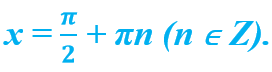 x = π/2 + πn (n ∈ Z).